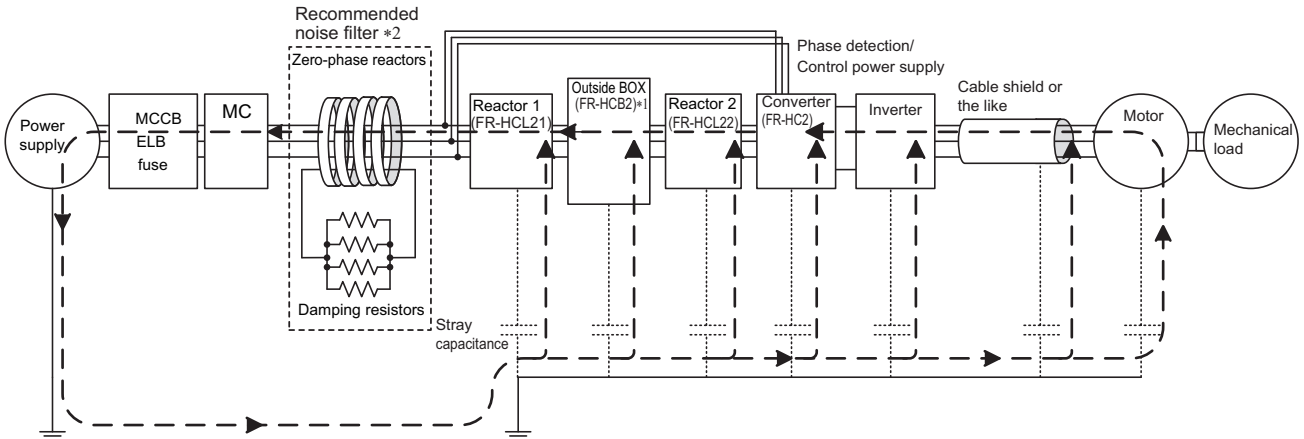 Recommended
noise filter *2
Zero-phase reactors
Phase detection/
Control power supply
Cable shield or
the like
Power
supply
MCCB
ELB
fuse
MC
Reactor 1
(FR-HCL21)
Outside BOX
(FR-HCB2)*1
Reactor 2
(FR-HCL22)
Converter
(FR-HC2)
Inverter
Motor
Mechanical
load
Damping resistors
Stray
capacitance